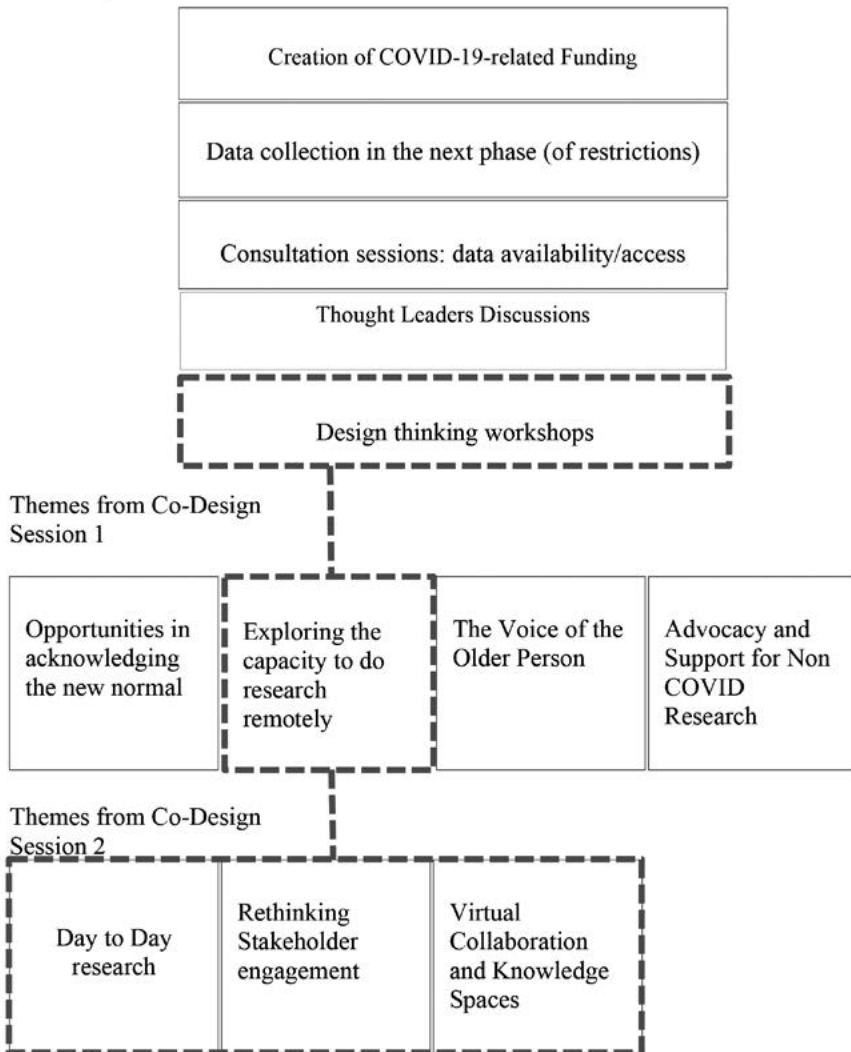 Creation of COVID-19-related Funding
Data collection in the next phase (of restrictions)
Consultation sessions: data availability/access
Thought Leaders Discussions
Design thinking workshops
Themes from Co-Design
Session 1
Opportunities in
acknowledging
the new normal
Exploring the
capacity to do
research
remotely
The Voice of the
Older Person
Advocacy and
Support for Non
COVID
Research
Themes from Co-Design
Session 2
Day to Day
research
Rethinking
Stakeholder
engagement
Virtual
Collaboration
and Knowledge
Spaces